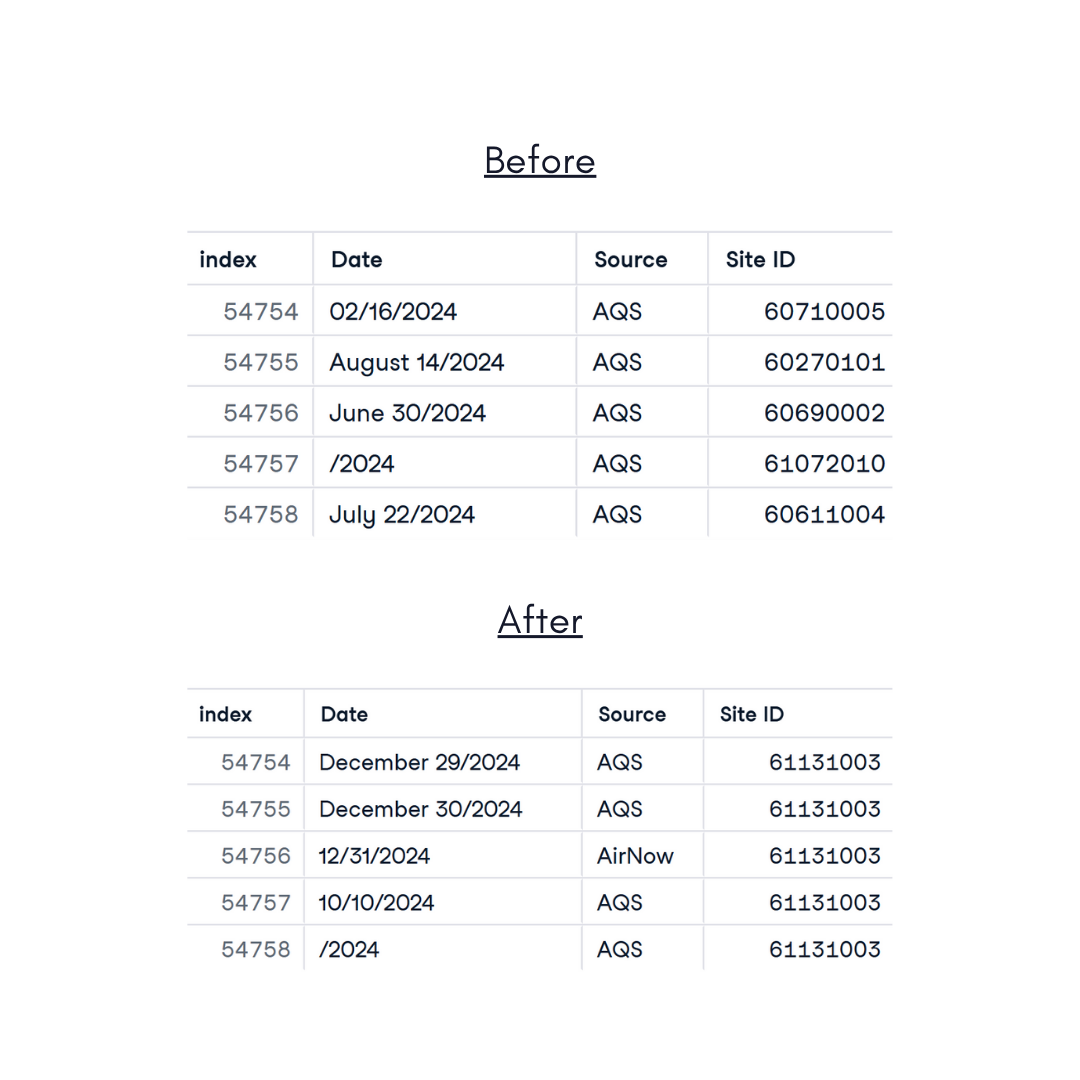 Before
index Date Source Site ID
54754 02/16/2024 AQS 60710005
54755 August 14/2024 AQS 60270101
54756 June 30/2024 AQS 60690002
54757 /2024 AQS 61072010
54758 July 22/2024 AQS 60611004
After
index Date Source Site ID
54754 December 29/2024 AQS 61131003
54755 December 30/2024 AQS 61131003
54756 12/31/2024 AirNow 61131003
54757 10/10/2024 AQS 61131003
54758 /2024 AQS 61131003